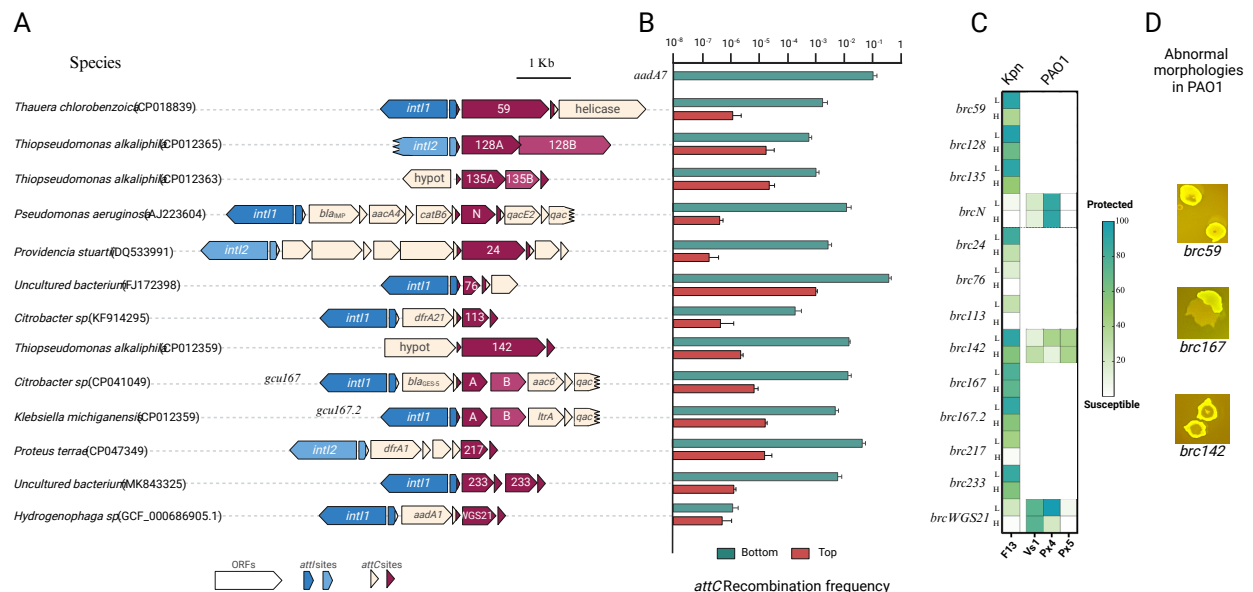 A
B
C
D
Species
1 Kb
10-8 10-7 10-6 10-5 10-4 10-3 10-2 10-1 1
Kpn PAO1
Abnormal
morphologies
in PAO1
aadA7
Thauera chlorobenzoica(CP018839) intI1 59 helicase
Thiopseudomonas alkaliphila(CP012365) intI2 128A 128B
Thiopseudomonas alkaliphila(CP012363) hypot 135A 135B
Pseudomonas aeruginosa(AJ223604) intI1 blaIMP aacA4 catB6 N qacE2 qac
Providencia stuartii(DQ533991) intI2 24
Uncultured bacterium(FJ172398) intI1 76
Citrobacter sp(KF914295) intI1 dfrA21 113
Thiopseudomonas alkaliphila(CP012359) hypot 142
Citrobacter sp(CP041049) gcu167 intI1 blaGES-5 A B aac6' qac
Klebsiella michiganensis(CP012359) gcu167.2 intI1 A B ltrA qac
Proteus terrae(CP047349) intI2 dfrA1 217
Uncultured bacterium(MK843325) intI1 233 233
Hydrogenophaga sp(GCF_000686905.1) intI1 aadA1 WGS21
ORFs
attI sites
attC sites
Bottom Top
attC Recombination frequency
brc59 L H
brc128 L H
brc135 L H
brcN L H
brc24 L H
brc76 L H
brc113 L H
brc142 L H
brc167 L H
brc167.2 L H
brc217 L H
brc233 L H
brcWGS21 L H
F13 Vs1 Px4 Px5
Protected
100
80
60
40
20
Susceptible
brc59
brc167
brc142